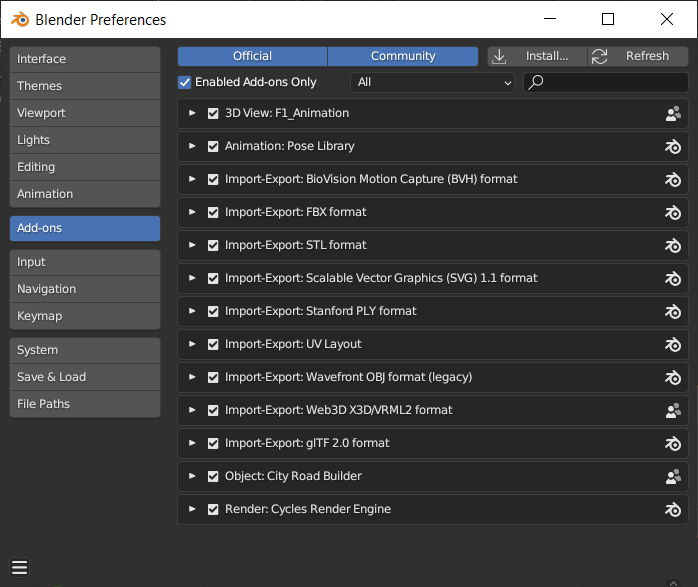 Blender Preferences
Interface
Themes
Viewport
Lights
Editing
Animation
Add-ons
Input
Navigation
Keymap
System
Save & Load
File Paths
Official Community Install... Refresh
Enabled Add-ons Only All
3D View: F1_Animation
Animation: Pose Library
Import-Export: BioVision Motion Capture (BVH) format
Import-Export: FBX format
Import-Export: STL format
Import-Export: Scalable Vector Graphics (SVG) 1.1 format
Import-Export: Stanford PLY format
Import-Export: UV Layout
Import-Export: Wavefront OBJ format (legacy)
Import-Export: Web3D X3D/VRML2 format
Import-Export: glTF 2.0 format
Object: City Road Builder
Render: Cycles Render Engine